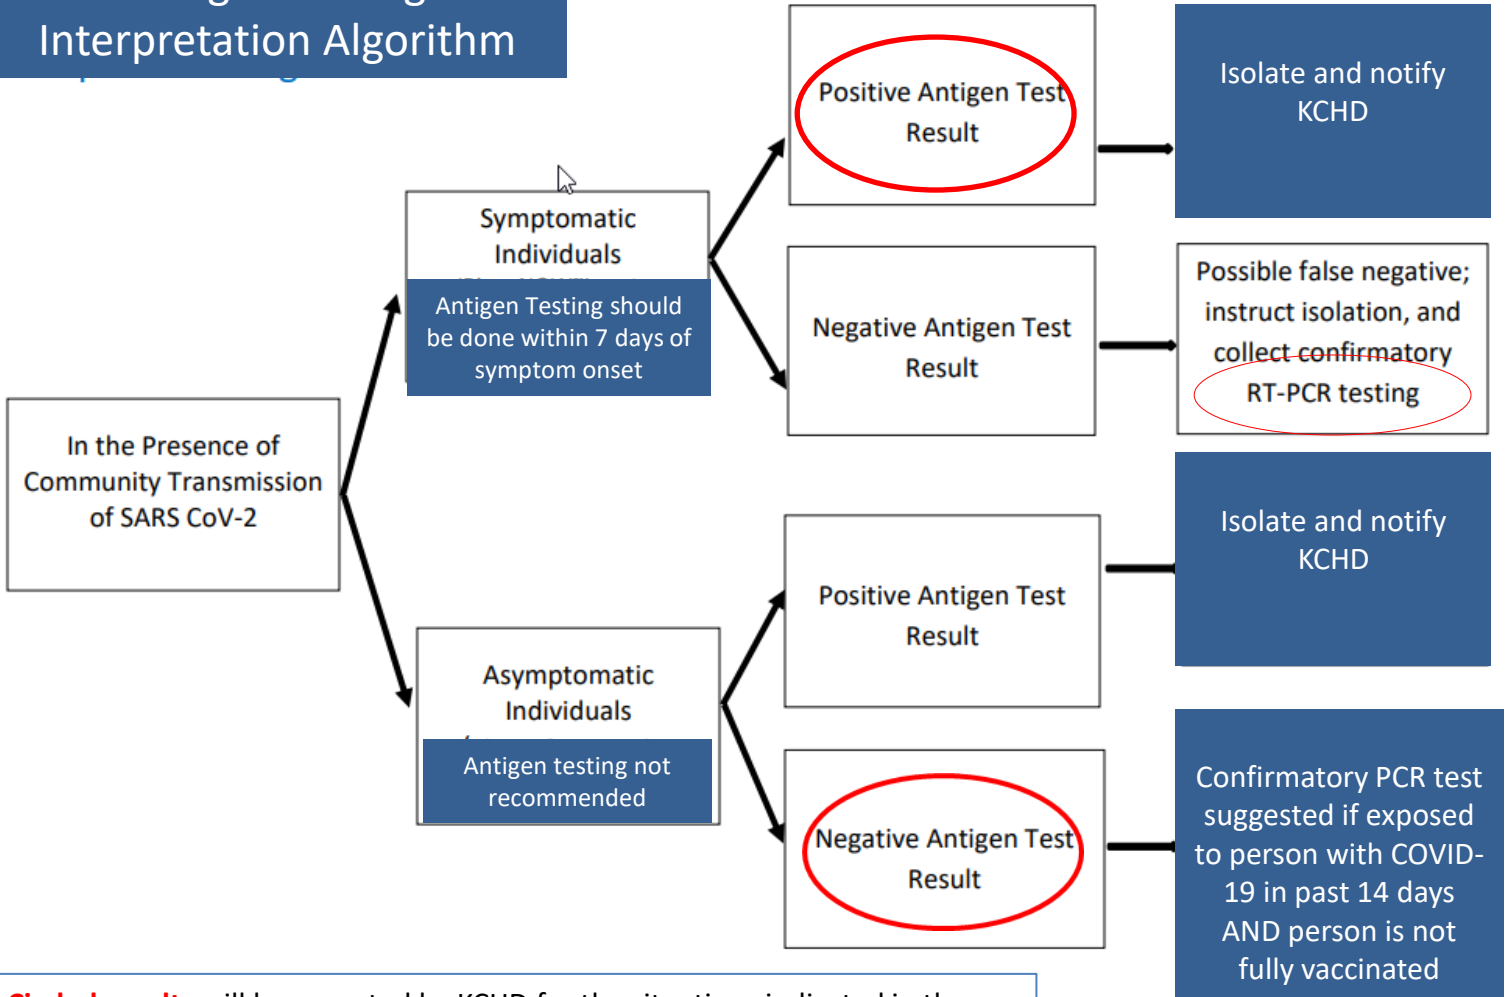 Interpretation Algorithm
Positive Antigen Test
Result
Isolate and notify
KCHD
Symptomatic
Individuals
Antigen Testing should
be done within 7 days of
symptom onset
Negative Antigen Test
Result
Possible false negative;
instruct isolation, and
collect confirmatory
RT-PCR testing
In the Presence of
Community Transmission
of SARS CoV-2
Positive Antigen Test
Result
Isolate and notify
KCHD
Asymptomatic
Individuals
Antigen testing not
recommended
Negative Antigen Test
Result
Confirmatory PCR test
suggested if exposed
to person with COVID-
19 in past 14 days
AND person is not
fully vaccinated